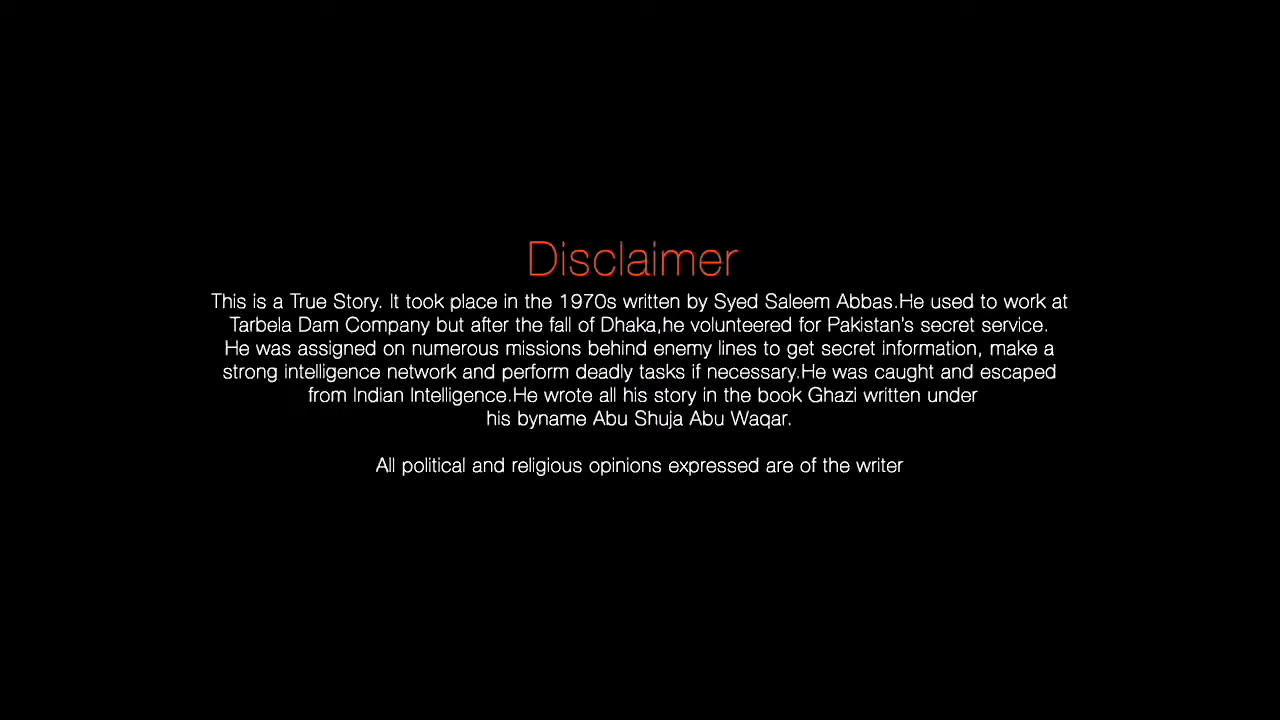 Disclaimer
This is a True Story. It took place in the 1970s written by Syed Saleem Abbas.He used to work at
Tarbela Dam Company but after the fall of Dhaka,he volunteered for Pakistan's secret service.
He was assigned on numerous missions behind enemy lines to get secret information, make a
strong intelligence network and perform deadly tasks if necessary.He was caught and escaped
from Indian Intelligence.He wrote all his story in the book Ghazi written under
his byname Abu Shuja Abu Waqar.
All political and religious opinions expressed are of the writer